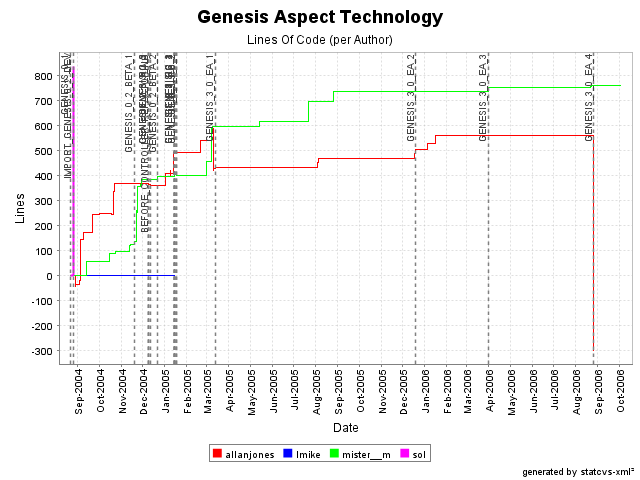 Genesis Aspect Technology
Lines Of Code (per Author)
Lines
800
700
600
500
400
300
200
100
0
-100
-200
-300
GENESIS_0_2_BETA_1
GENESIS_3_0_EA_1
GENESIS_3_0_EA_2
GENESIS_3_0_EA_3
GENESIS_3_0_EA_4
Sep-2004
Oct-2004
Nov-2004
Dec-2004
Jan-2005
Feb-2005
Mar-2005
Apr-2005
May-2005
Jun-2005
Jul-2005
Aug-2005
Sep-2005
Oct-2005
Nov-2005
Dec-2005
Jan-2006
Feb-2006
Mar-2006
Apr-2006
May-2006
Jun-2006
Jul-2006
Aug-2006
Sep-2006
Oct-2006
Date
allanjones lmike mister__m sol
generated by statcvs-xml²